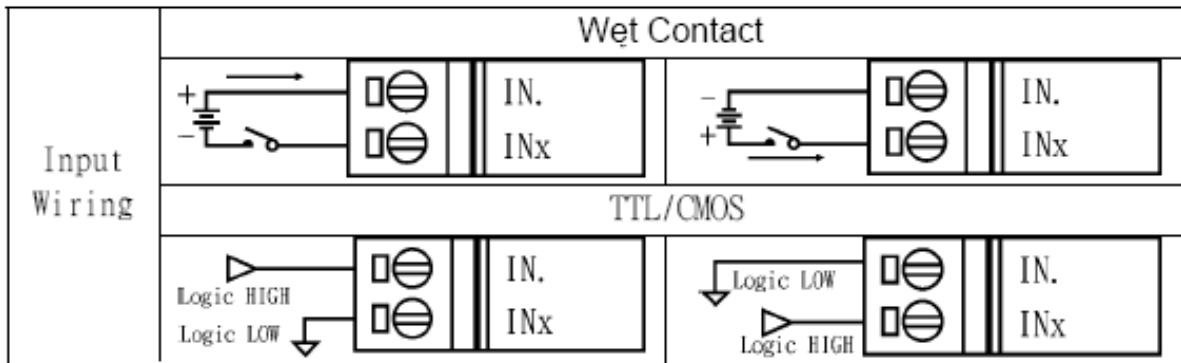 Wẹt Contact
+
IN.
-
INx
-
IN.
+
INx
Input
Wiring
TTL/CMOS
IN.
Logic HIGH
Logic LOW
INx
Logic LOW
IN.
Logic HIGH
INx